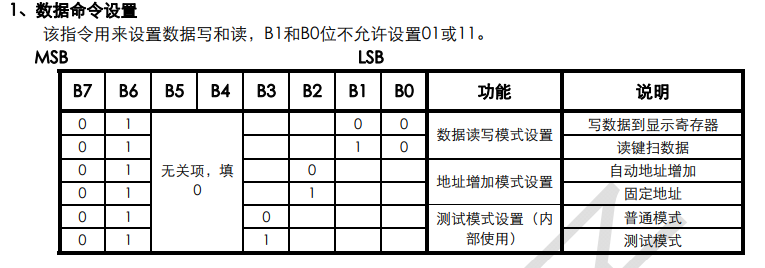 1、数据命令设置
该指令用来设置数据写和读，B1和B0位不允许设置01或11。
MSB LSB
B7 B6 B5 B4 B3 B2 B1 B0 功能 说明
0 1 无关项，填0 0 0 数据读写模式设置 写数据到显示寄存器
0 1 1 0 读键扫数据
0 1 0 地址增加模式设置 自动地址增加
0 1 1 固定地址
0 1 0 测试模式设置（内部使用） 普通模式
0 1 1 测试模式